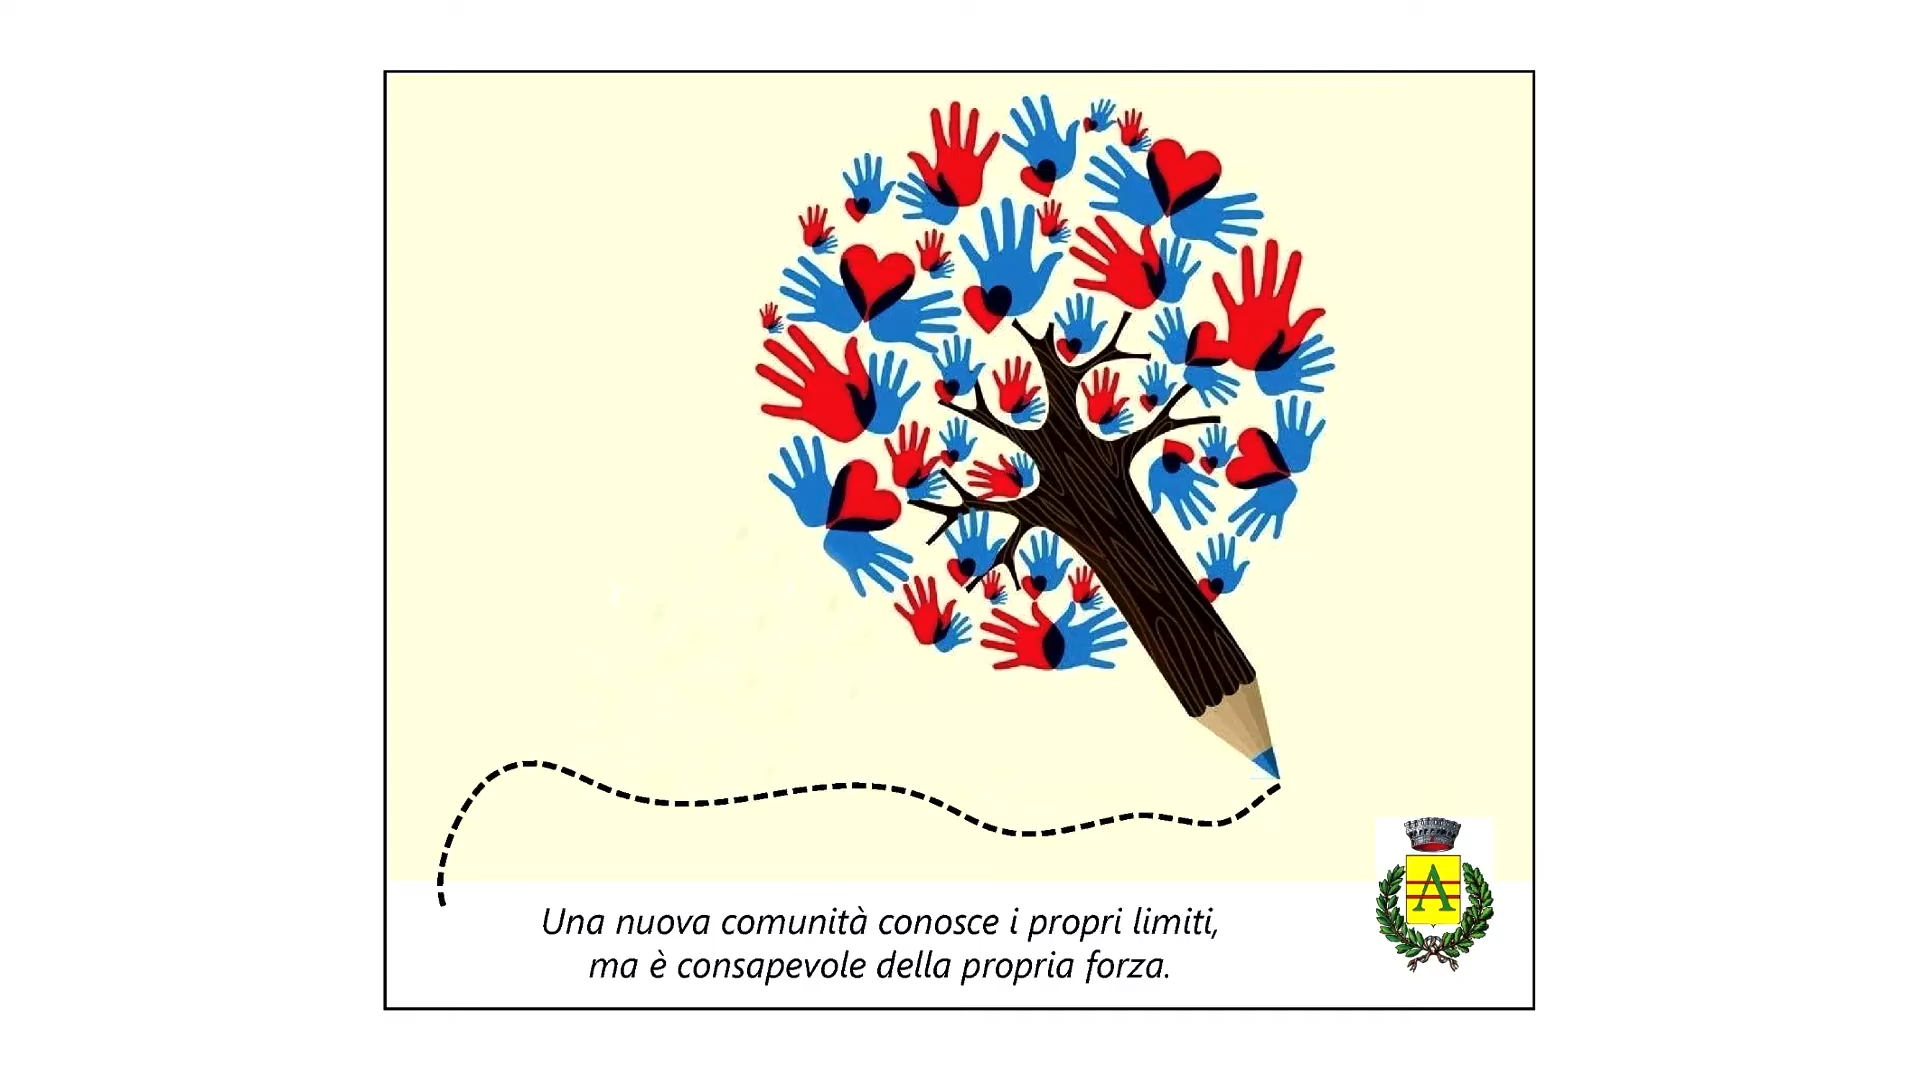 Una nuova comunità conosce i propri limiti,
ma è consapevole della propria forza.
A